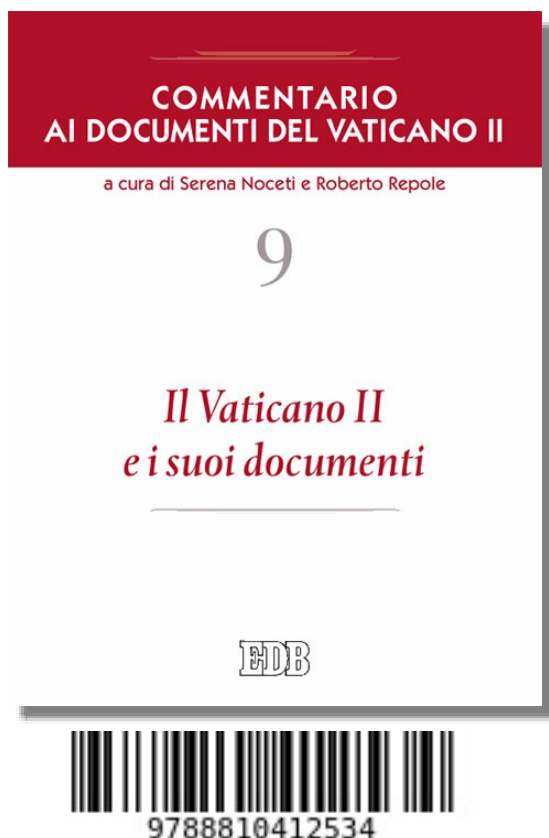 COMMENTARIO
AI DOCUMENTI DEL VATICANO II
a cura di Serena Noceti e Roberto Repole
9
Il Vaticano II
e i suoi documenti
EDB
9788810412534